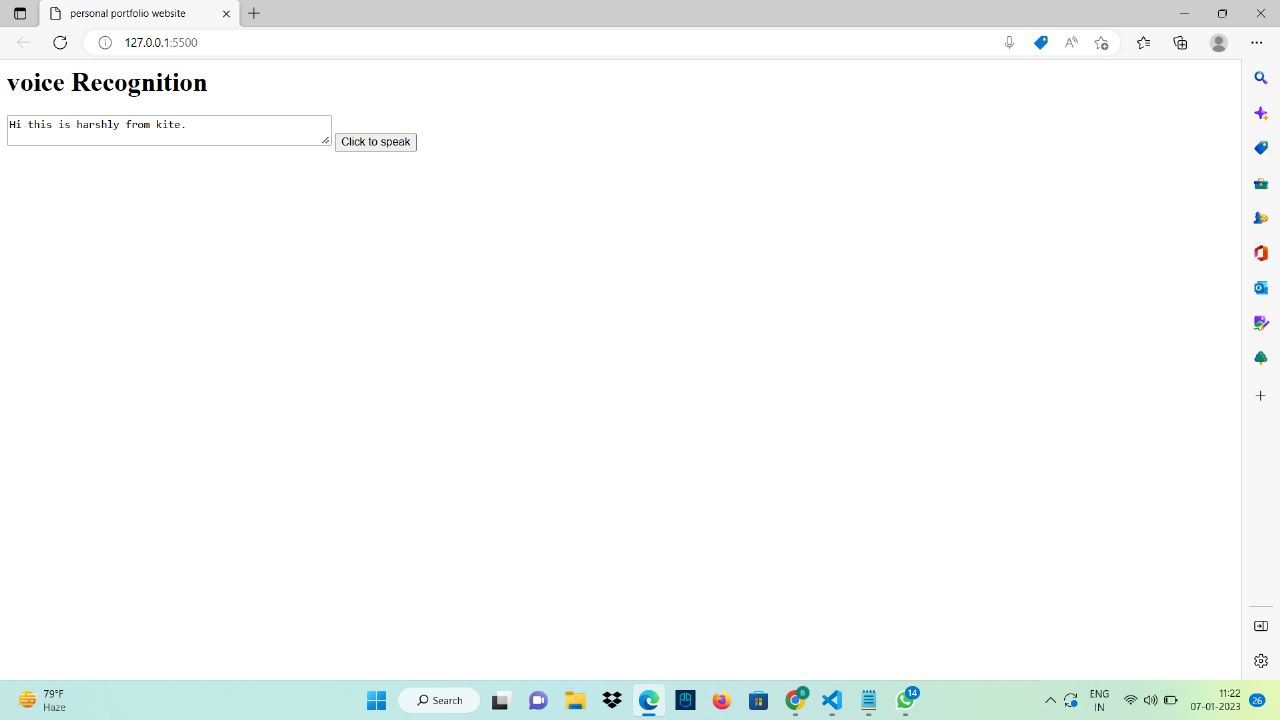 personal portfolio website
127.0.0.1:5500
voice Recognition
Hi this is harshly from kite.
Click to speak
79°F
Haze
Search
8
14
ENG
IN
11:22
07-01-2023
26